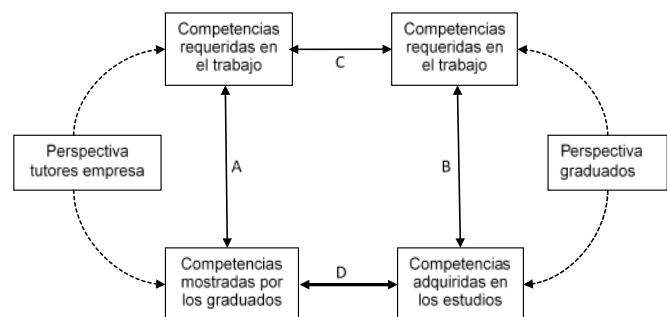 Competencias
requeridas en
el trabajo
Competencias
requeridas en
el trabajo
C
Perspectiva
tutores empresa
A
B
Perspectiva
graduados
Competencias
mostradas por
los graduados
D
Competencias
adquiridas en
los estudios